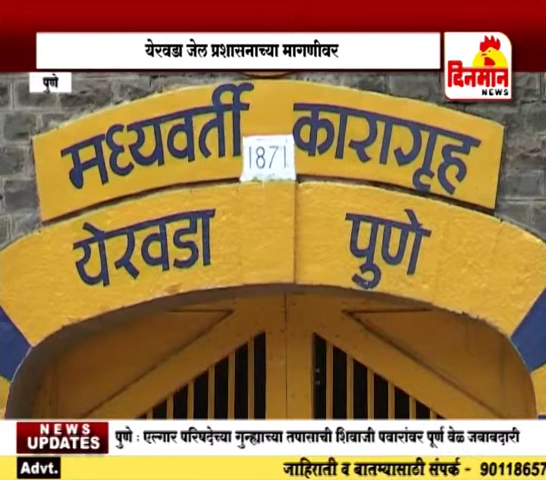 येरवडा जेल प्रशासनाच्या मागणीवर
पुणे
दिनमान
NEWS
मध्यवर्ती कारागृह
1871
येरवडा पुणे
NEWS
UPDATES
पुणे : एल्गार परिषदेच्या गुन्ह्याच्या तपासाची शिवाजी पवारांवर पूर्ण वेळ जबाबदारी
Advt.
जाहिराती व बातम्यासाठी संपर्क - 90118657